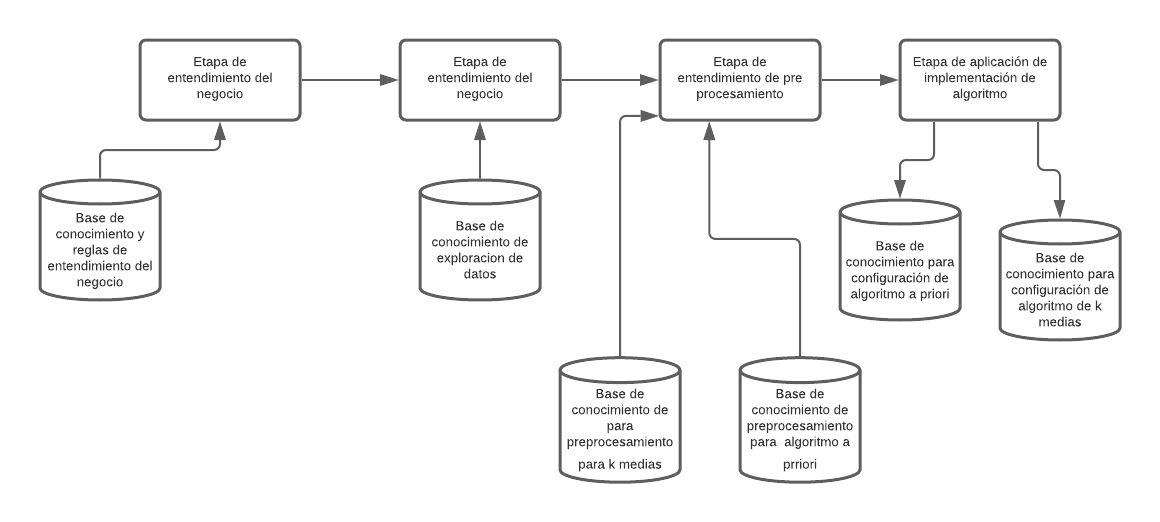 Etapa de
entendimiento del
negocio
Etapa de
entendimiento del
negocio
Etapa de
entendimiento de pre
procesamiento
Etapa de aplicación de
implementación de
algoritmo
Base de
conocimiento y
reglas de
entendimiento del
negocio
Base de
conocimiento de
exploracion de
datos
Base de
conocimiento para
configuración de
algoritmo a priori
Base de
conocimiento para
configuración de
algoritmo de k
medias
Base de
conocimiento de
para
preprocesamiento
para k medias
Base de
conocimiento de
preprocesamiento
para algoritmo a
prriori